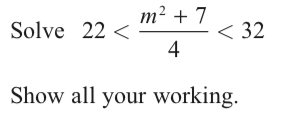 Solve 22 < (m² + 7)/4 < 32
Show all your working.